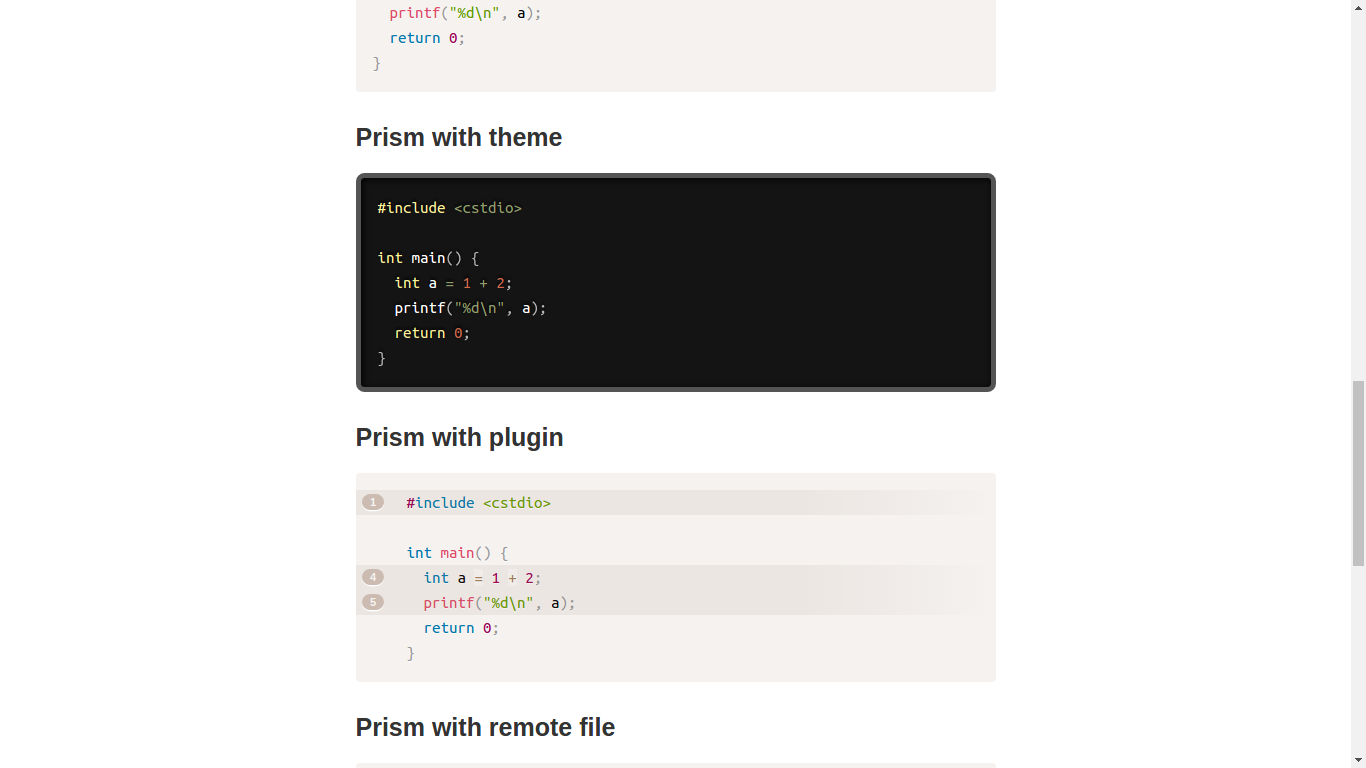 printf("%d\n", a);
  return 0;
}
Prism with theme
#include <cstdio>
int main() {
  int a = 1 + 2;
  printf("%d\n", a);
  return 0;
}
Prism with plugin
1 #include <cstdio>
int main() {
4   int a = 1 + 2;
5   printf("%d\n", a);
  return 0;
}
Prism with remote file